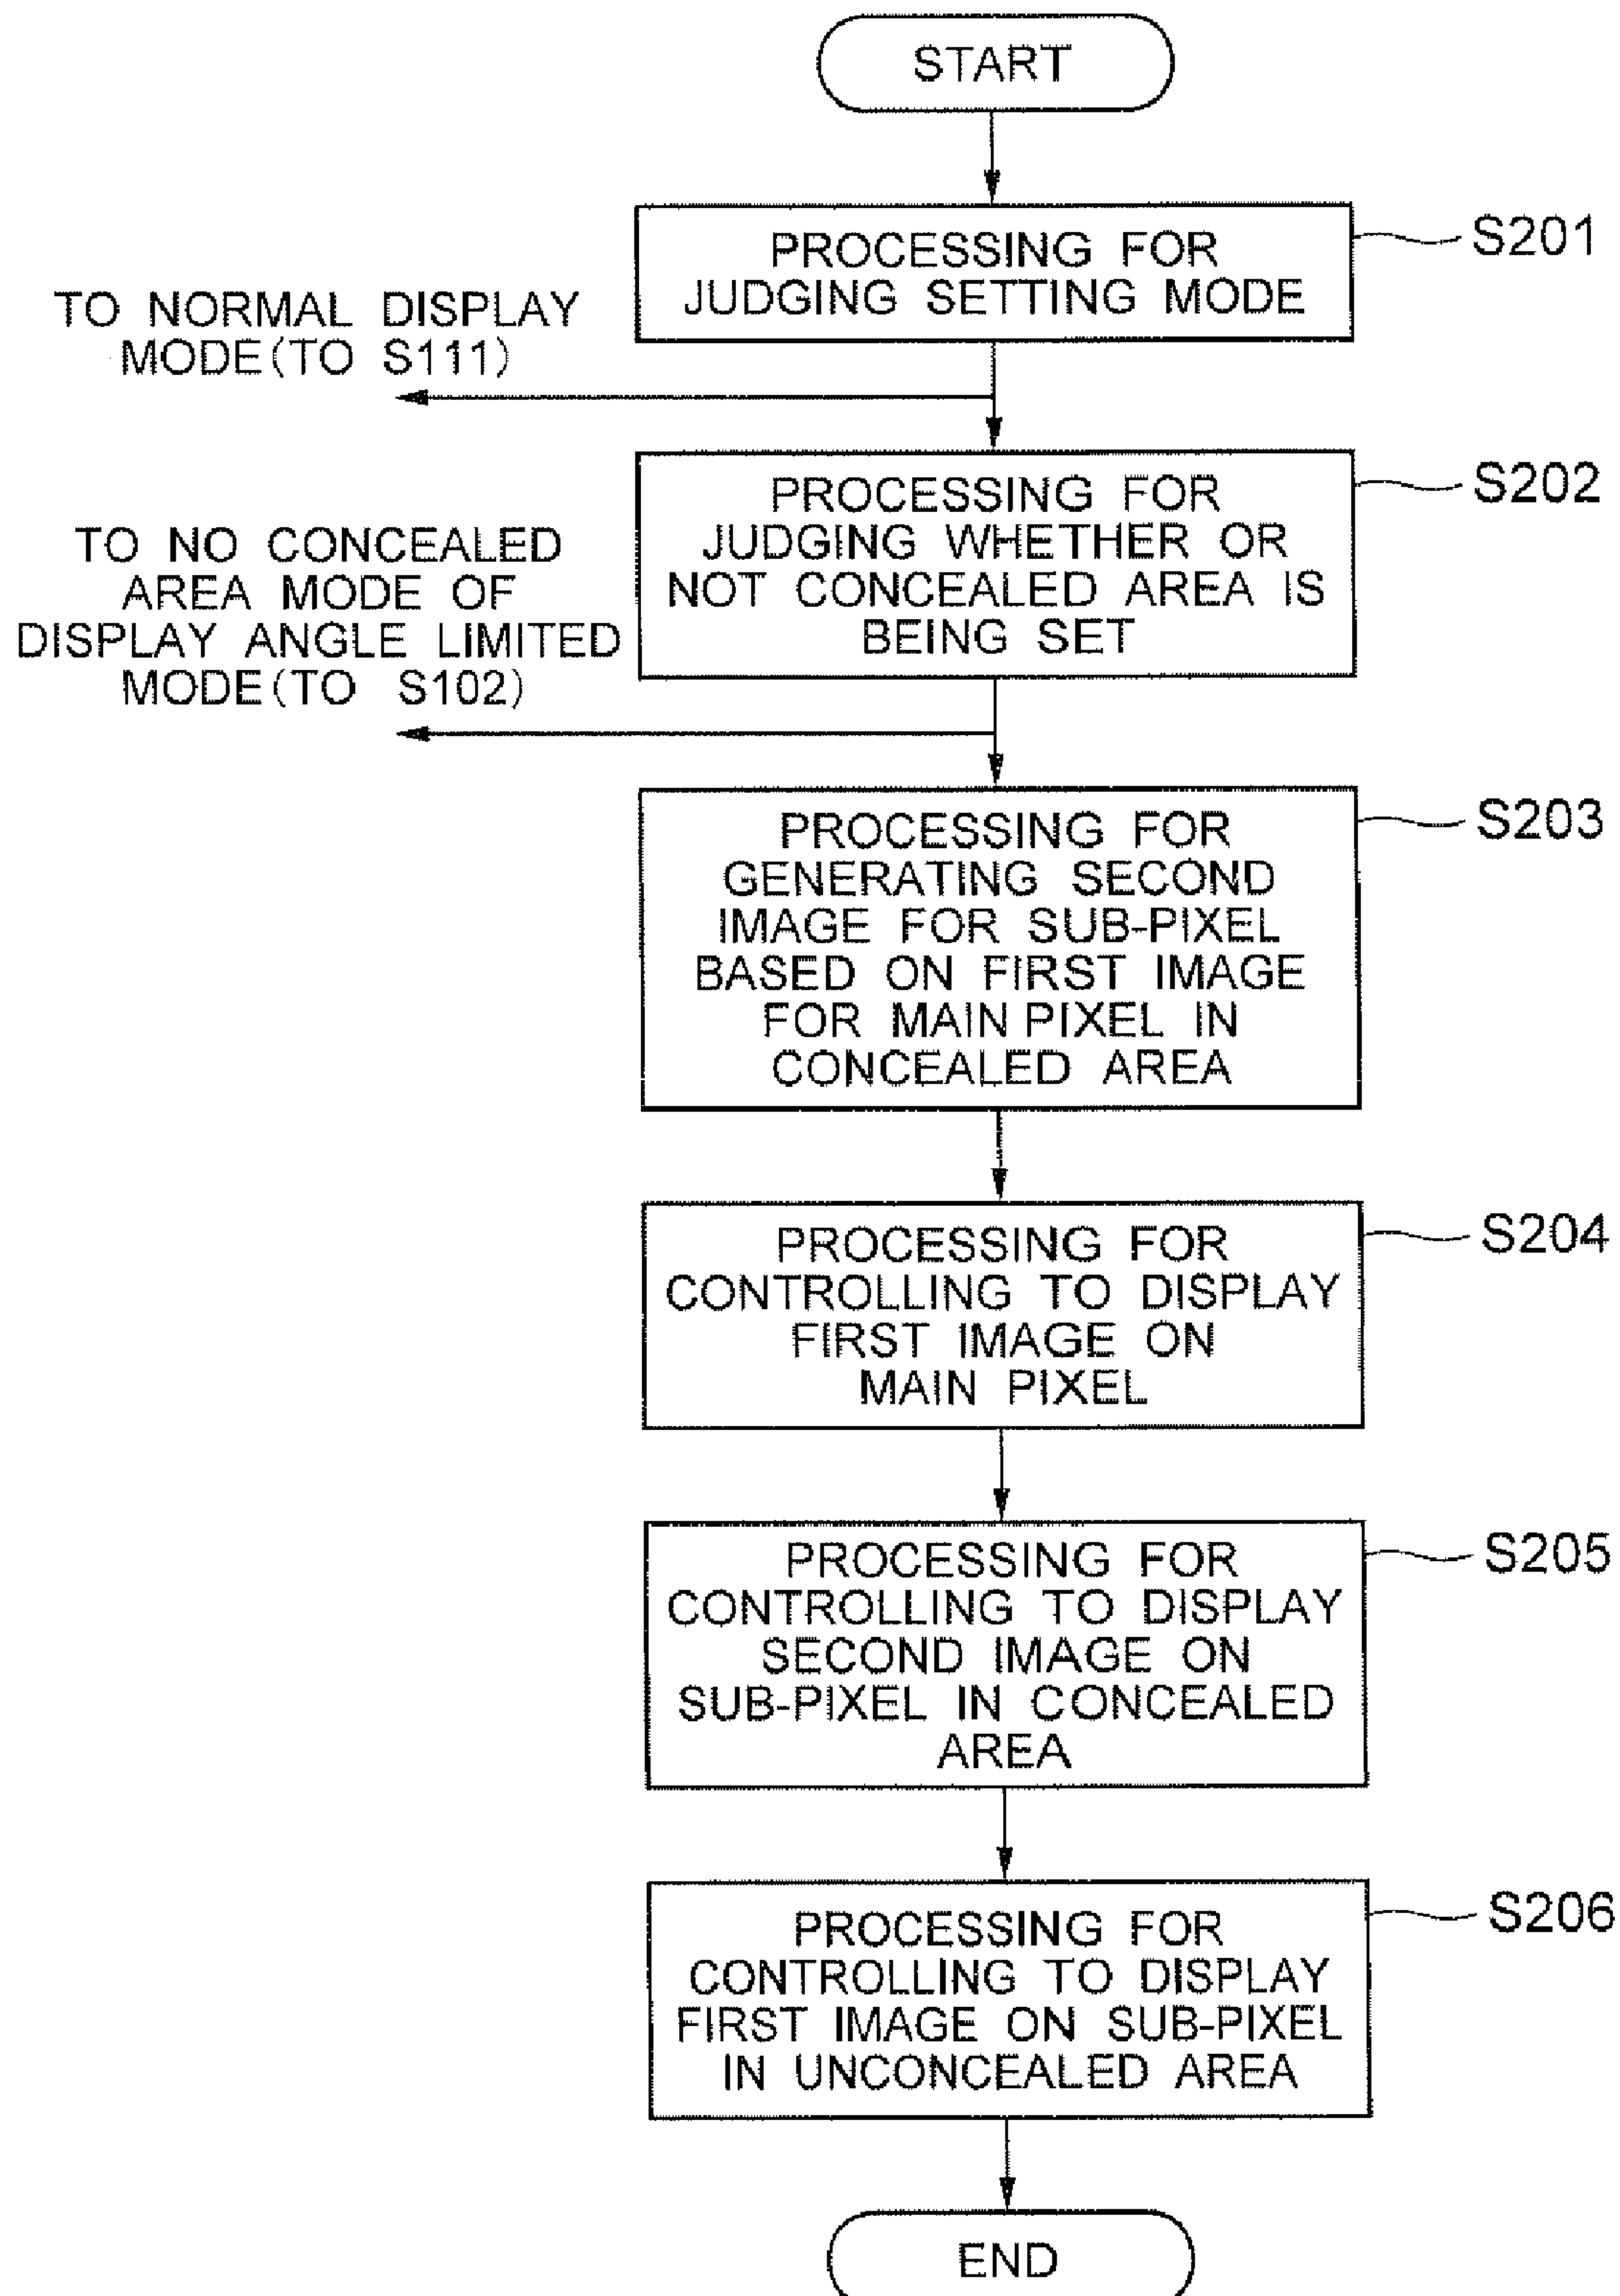 START
PROCESSING FOR
JUDGING SETTING MODE
S201
TO NORMAL DISPLAY
MODE(TO S111)
PROCESSING FOR
JUDGING WHETHER OR
NOT CONCEALED AREA IS
BEING SET
S202
TO NO CONCEALED
AREA MODE OF
DISPLAY ANGLE LIMITED
MODE(TO S102)
PROCESSING FOR
GENERATING SECOND
IMAGE FOR SUB-PIXEL
BASED ON FIRST IMAGE
FOR MAIN PIXEL IN
CONCEALED AREA
S203
PROCESSING FOR
CONTROLLING TO DISPLAY
FIRST IMAGE ON
MAIN PIXEL
S204
PROCESSING FOR
CONTROLLING TO DISPLAY
SECOND IMAGE ON
SUB-PIXEL IN CONCEALED
AREA
S205
PROCESSING FOR
CONTROLLING TO DISPLAY
FIRST IMAGE ON SUB-PIXEL
IN UNCONCEALED AREA
S206
END